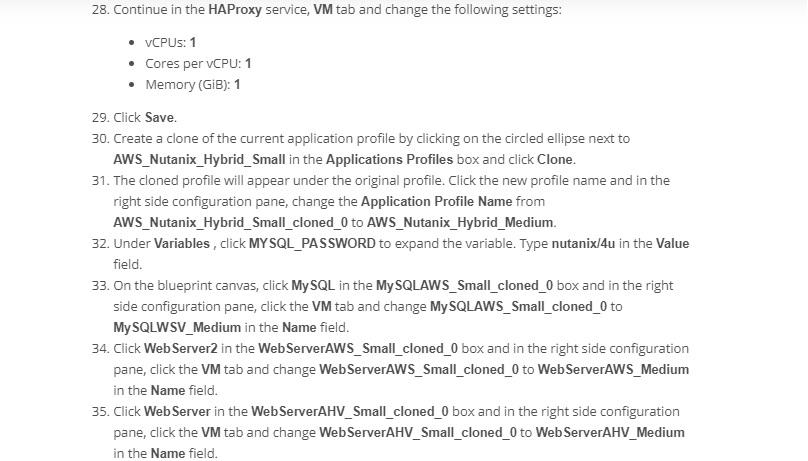 28. Continue in the HAProxy service, VM tab and change the following settings:
• vCPUs: 1
• Cores per vCPU: 1
• Memory (GiB): 1
29. Click Save.
30. Create a clone of the current application profile by clicking on the circled ellipse next to
AWS_Nutanix_Hybrid_Small in the Applications Profiles box and click Clone.
31. The cloned profile will appear under the original profile. Click the new profile name and in the
right side configuration pane, change the Application Profile Name from
AWS_Nutanix_Hybrid_Small_cloned_0 to AWS_Nutanix_Hybrid_Medium.
32. Under Variables , click MYSQL_PASSWORD to expand the variable. Type nutanix/4u in the Value
field.
33. On the blueprint canvas, click MySQL in the MySQLAWS_Small_cloned_0 box and in the right
side configuration pane, click the VM tab and change MySQLAWS_Small_cloned_0 to
MySQLWSV_Medium in the Name field.
34. Click WebServer2 in the WebServerAWS_Small_cloned_0 box and in the right side configuration
pane, click the VM tab and change WebServerAWS_Small_cloned_0 to WebServerAWS_Medium
in the Name field.
35. Click WebServer in the WebServerAHV_Small_cloned_0 box and in the right side configuration
pane, click the VM tab and change WebServerAHV_Small_cloned_0 to WebServerAHV_Medium
in the Name field.